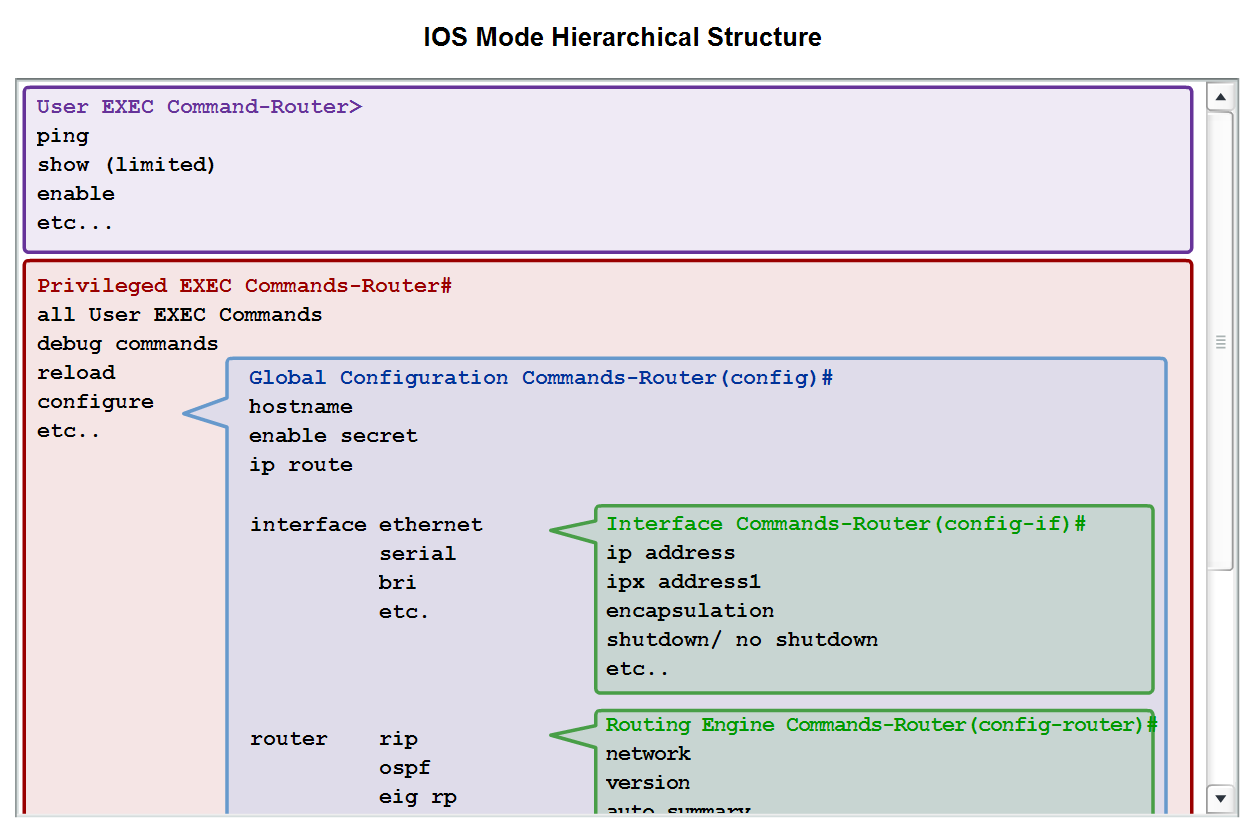 IOS Mode Hierarchical Structure
User EXEC Command-Router>
ping
show (limited)
enable
etc...
Privileged EXEC Commands-Router#
all User EXEC Commands
debug commands
reload
configure
etc..
Global Configuration Commands-Router(config)#
hostname
enable secret
ip route
interface ethernet
serial
bri
etc.
Interface Commands-Router(config-if)#
ip address
ipx address1
encapsulation
shutdown/ no shutdown
etc..
router rip
ospf
eig rp
Routing Engine Commands-Router(config-router)#
network
version
auto summary